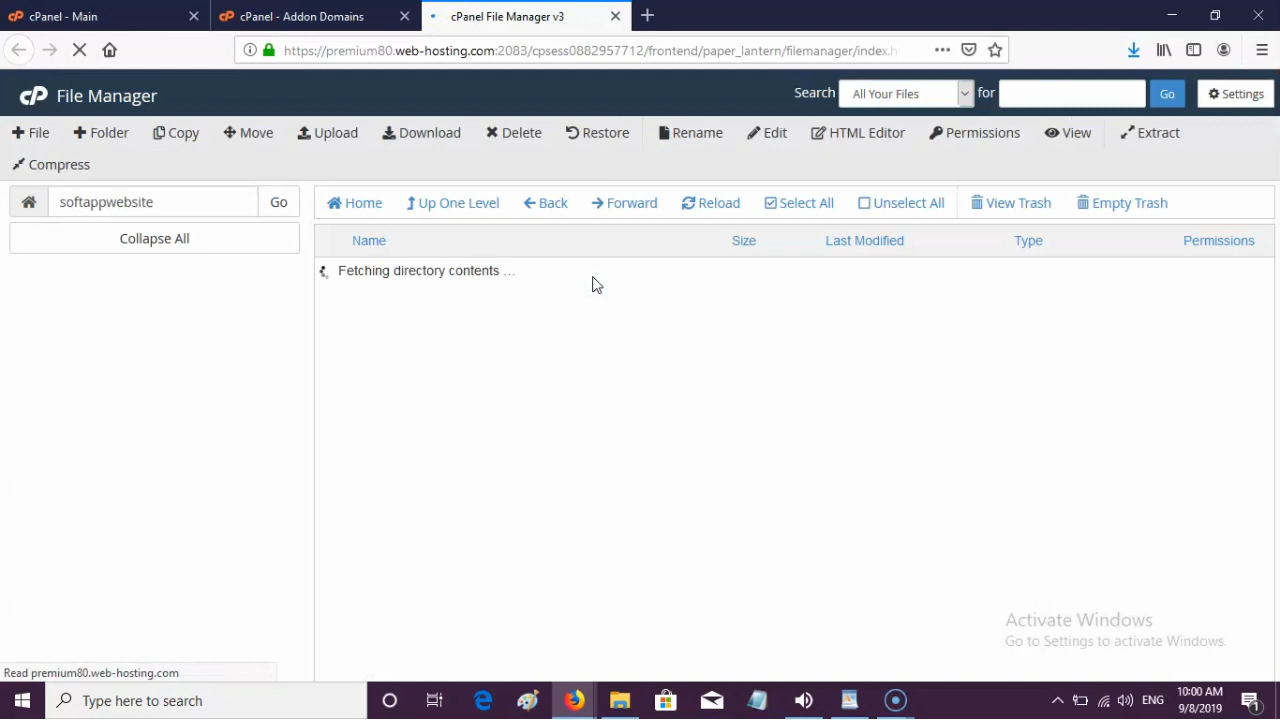 cPanel - Main
cPanel - Addon Domains
cPanel File Manager v3
https://premium80.web-hosting.com:2083/cpsess0882957712/frontend/paper_lantern/filemanager/index.h
cP File Manager
Search All Your Files for Go Settings
File Folder Copy Move Upload Download Delete Restore Rename Edit HTML Editor Permissions View Extract
Compress
softappwebsite Go
Home Up One Level Back Forward Reload Select All Unselect All View Trash Empty Trash
Collapse All
Name Size Last Modified Type Permissions
Fetching directory contents ...
Activate Windows
Go to Settings to activate Windows.
Read premium80.web-hosting.com
Type here to search
ENG
10:00 AM
9/8/2019
1